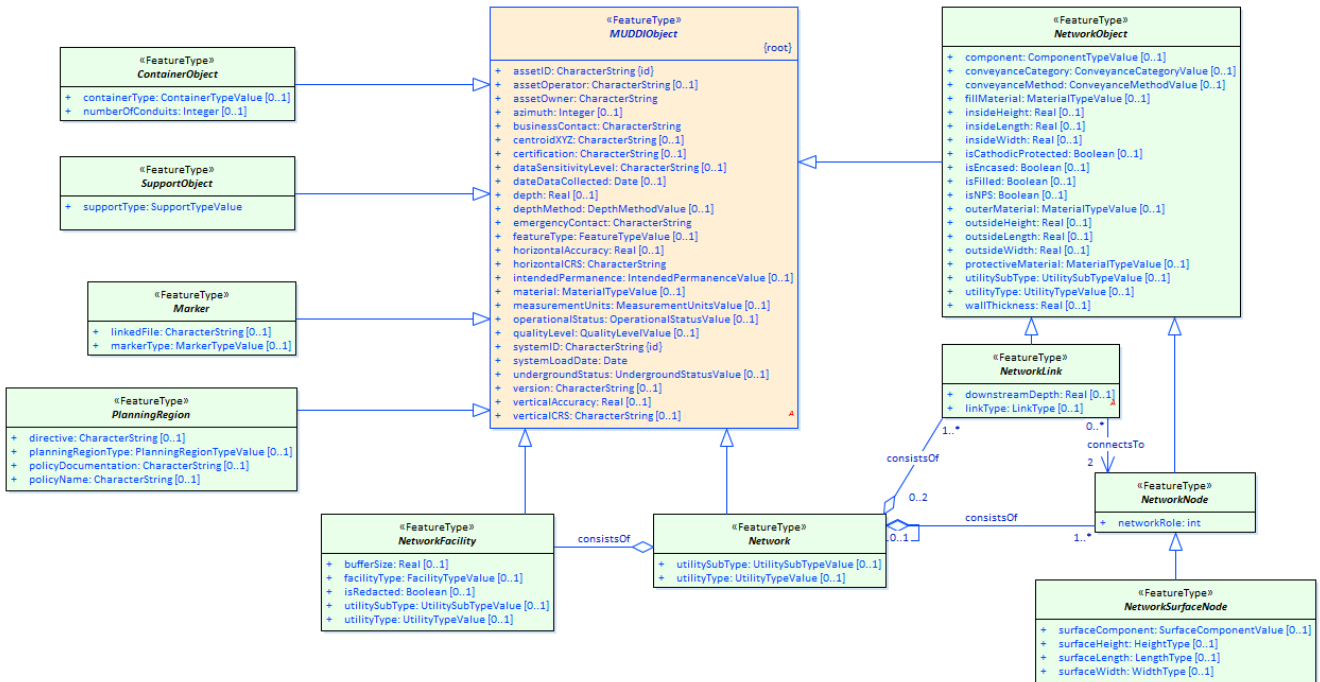 «FeatureType»
ContainerObject
+ containerType: ContainerTypeValue [0..1]
+ numberOfConduits: Integer [0..1]
«FeatureType»
SupportObject
+ supportType: SupportTypeValue
«FeatureType»
Marker
+ linkedFile: CharacterString [0..1]
+ markerType: MarkerTypeValue [0..1]
«FeatureType»
PlanningRegion
+ directive: CharacterString [0..1]
+ planningRegionType: PlanningRegionTypeValue [0..1]
+ policyDocumentation: CharacterString [0..1]
+ policyName: CharacterString [0..1]
«FeatureType»
MUDDIObject
{root}
+ assetID: CharacterString {id}
+ assetOperator: CharacterString [0..1]
+ assetOwner: CharacterString
+ azimuth: Integer [0..1]
+ businessContact: CharacterString
+ centroidXYZ: CharacterString [0..1]
+ certification: CharacterString [0..1]
+ dataSensitivityLevel: CharacterString [0..1]
+ dateDataCollected: Date [0..1]
+ depth: Real [0..1]
+ depthMethod: DepthMethodValue [0..1]
+ emergencyContact: CharacterString
+ featureType: FeatureTypeValue [0..1]
+ horizontalAccuracy: Real [0..1]
+ horizontalCRS: CharacterString
+ intendedPermanence: IntendedPermanenceValue [0..1]
+ material: MaterialTypeValue [0..1]
+ measurementUnits: MeasurementUnitsValue [0..1]
+ operationalStatus: OperationalStatusValue [0..1]
+ qualityLevel: QualityLevelValue [0..1]
+ systemID: CharacterString {id}
+ systemLoadDate: Date
+ undergroundStatus: UndergroundStatusValue [0..1]
+ version: CharacterString [0..1]
+ verticalAccuracy: Real [0..1]
+ verticalCRS: CharacterString [0..1]
A
«FeatureType»
NetworkObject
+ component: ComponentTypeValue [0..1]
+ conveyanceCategory: ConveyanceCategoryValue [0..1]
+ conveyanceMethod: ConveyanceMethodValue [0..1]
+ fillMaterial: MaterialTypeValue [0..1]
+ insideHeight: Real [0..1]
+ insideLength: Real [0..1]
+ insideWidth: Real [0..1]
+ isCathodicProtected: Boolean [0..1]
+ isEncased: Boolean [0..1]
+ isFilled: Boolean [0..1]
+ isNPS: Boolean [0..1]
+ outerMaterial: MaterialTypeValue [0..1]
+ outsideHeight: Real [0..1]
+ outsideLength: Real [0..1]
+ outsideWidth: Real [0..1]
+ protectiveMaterial: MaterialTypeValue [0..1]
+ utilitySubType: UtilitySubTypeValue [0..1]
+ utilityType: UtilityTypeValue [0..1]
+ wallThickness: Real [0..1]
«FeatureType»
NetworkLink
+ downstreamDepth: Real [0..1]
+ linkType: LinkType [0..1]
A
1..*
consistsOf
0..2
0..*
connectsTo
2
«FeatureType»
NetworkNode
+ networkRole: int
consistsOf
0..1
1..*
«FeatureType»
NetworkFacility
+ bufferSize: Real [0..1]
+ facilityType: FacilityTypeValue [0..1]
+ isRedacted: Boolean [0..1]
+ utilitySubType: UtilitySubTypeValue [0..1]
+ utilityType: UtilityTypeValue [0..1]
consistsOf
«FeatureType»
Network
+ utilitySubType: UtilitySubTypeValue [0..1]
+ utilityType: UtilityTypeValue [0..1]
«FeatureType»
NetworkSurfaceNode
+ surfaceComponent: SurfaceComponentValue [0..1]
+ surfaceHeight: HeightType [0..1]
+ surfaceLength: LengthType [0..1]
+ surfaceWidth: WidthType [0..1]